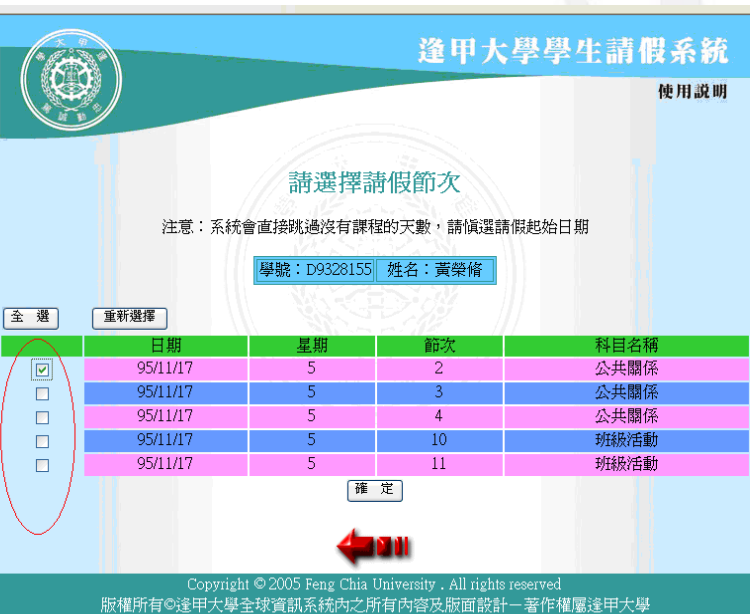 逢甲大學學生請假系統
使用說明
請選擇請假節次
注意：系統會直接跳過沒有課程的天數，請慎選請假起始日期
學號：D9328155 姓名：黃榮脩
全 選 重新選擇
日期 星期 節次 科目名稱
95/11/17 5 2 公共關係
95/11/17 5 3 公共關係
95/11/17 5 4 公共關係
95/11/17 5 10 班級活動
95/11/17 5 11 班級活動
確 定
Copyright © 2005 Feng Chia University . All rights reserved
版權所有©逢甲大學全球資訊系統內之所有內容及版面設計－著作權屬逢甲大學